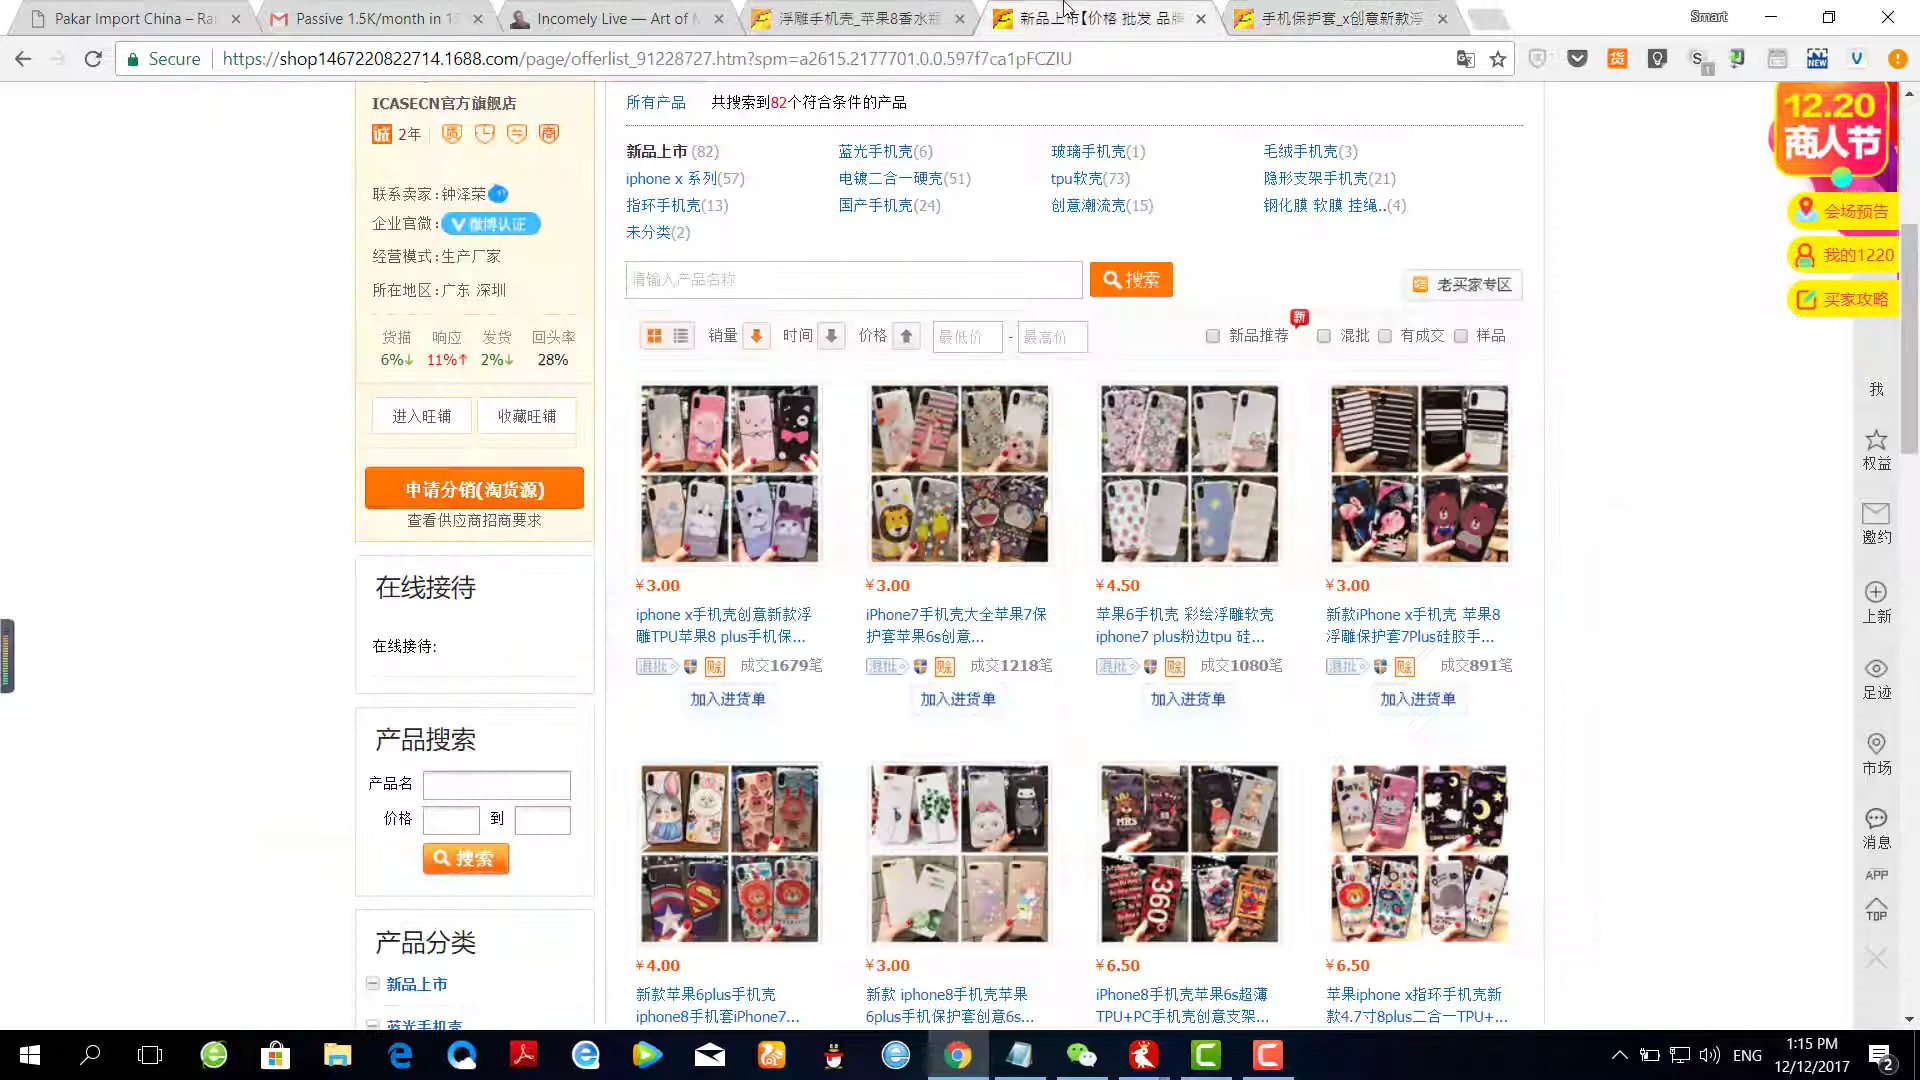 Pakar Import China – Ra
Passive 1.5K/month in 15
Incomely Live — Art of M
浮雕手机壳_苹果8香水瓶
新品上市【价格 批发 品牌
手机保护套_x创意新款浮
Smart
Secure
https://shop1467220822714.1688.com/page/offerlist_91228727.htm?spm=a2615.2177701.0.0.597f7ca1pFCZIU
ICASECN官方旗舰店
诚 2年
质 商
联系卖家:钟泽荣
企业官微: 微博认证
经营模式:生产厂家
所在地区:广东 深圳
货描 响应 发货 回头率
6%↓ 11%↑ 2%↓ 28%
进入旺铺 收藏旺铺
申请分销(淘货源)
查看供应商招商要求
在线接待
在线接待:
产品搜索
产品名
价格 到
搜索
产品分类
新品上市
蓝光手机壳
所有产品 共搜索到82个符合条件的产品
新品上市 (82) 蓝光手机壳(6) 玻璃手机壳(1) 毛绒手机壳(3)
iphone x 系列(57) 电镀二合一硬壳(51) tpu软壳(73) 隐形支架手机壳(21)
指环手机壳(13) 国产手机壳(24) 创意潮流壳(15) 钢化膜 软膜 挂绳..(4)
未分类(2)
请输入产品名称 搜索 老买家专区
销量 时间 价格 最低价 - 最高价 新品推荐 新 混批 有成交 样品
¥3.00 ¥3.00 ¥4.50 ¥3.00
iphone x手机壳创意新款浮 iPhone7手机壳大全苹果7保 苹果6手机壳 彩绘浮雕软壳 新款iPhone x手机壳 苹果8
雕TPU苹果8 plus手机保... 护套苹果6s创意... iphone7 plus粉边tpu 硅... 浮雕保护套7Plus硅胶手...
混批 成交1679笔 混批 成交1218笔 混批 成交1080笔 混批 成交891笔
加入进货单 加入进货单 加入进货单 加入进货单
MRS
360°
¥4.00 ¥3.00 ¥6.50 ¥6.50
新款苹果6plus手机壳 新款 iphone8手机壳苹果 iPhone8手机壳苹果6s超薄 苹果iphone x指环手机壳新
iphone8手机套iPhone7... 6plus手机保护套创意6s... TPU+PC手机壳创意支架... 款4.7寸8plus二合一TPU+...
12.20
商人节
会场预告
我的1220
买家攻略
我
权益
邀约
上新
足迹
市场
消息
APP
TOP
ENG
1:15 PM
12/12/2017
2